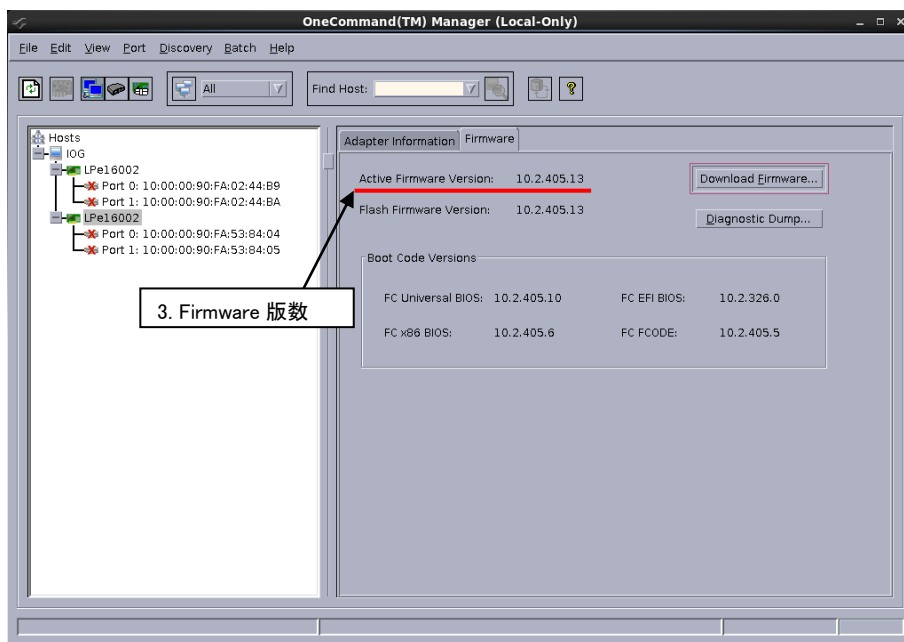 OneCommand(TM) Manager (Local-Only)
File Edit View Port Discovery Batch Help
All
Find Host:
Hosts
IOG
LPe16002
Port 0: 10:00:00:90:FA:02:44:B9
Port 1: 10:00:00:90:FA:02:44:BA
LPe16002
Port 0: 10:00:00:90:FA:53:84:04
Port 1: 10:00:00:90:FA:53:84:05
Adapter Information Firmware
Active Firmware Version: 10.2.405.13
Download Firmware...
Flash Firmware Version: 10.2.405.13
Diagnostic Dump...
Boot Code Versions
FC Universal BIOS: 10.2.405.10 FC EFI BIOS: 10.2.326.0
FC x86 BIOS: 10.2.405.6 FC FCODE: 10.2.405.5
3. Firmware 版数